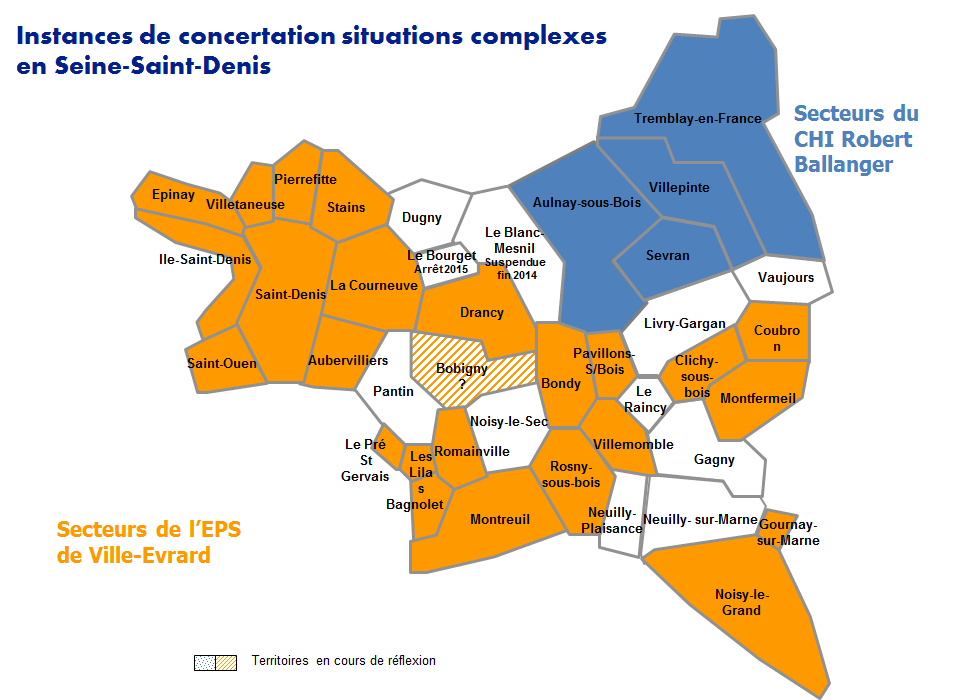 Instances de concertation situations complexes
en Seine-Saint-Denis
Secteurs du
CHI Robert
Ballanger
Tremblay-en-France
Villepinte
Aulnay-sous-Bois
Sevran
Epinay
Villetaneuse
Pierrefitte
Stains
Dugny
Le Blanc-
Mesnil
Suspendue
fin 2014
Ile-Saint-Denis
Le Bourget
Arrêt2015
Vaujours
Saint-Denis
La Courneuve
Drancy
Livry-Gargan
Coubro
n
Saint-Ouen
Aubervilliers
Bobigny
?
Pavillons-
S/Bois
Bondy
Clichy-
sous-
bois
Montfermeil
Pantin
Le
Raincy
Noisy-le-Sec
Le Pré
St
Gervais
Les
Lila
s
Romainville
Villemomble
Gagny
Bagnolet
Rosny-
sous-bois
Montreuil
Neuilly-
Plaisance
Neuilly- sur-Marne
Gournay-
sur-Marne
Secteurs de l’EPS
de Ville-Evrard
Noisy-le-
Grand
Territoires en cours de réflexion